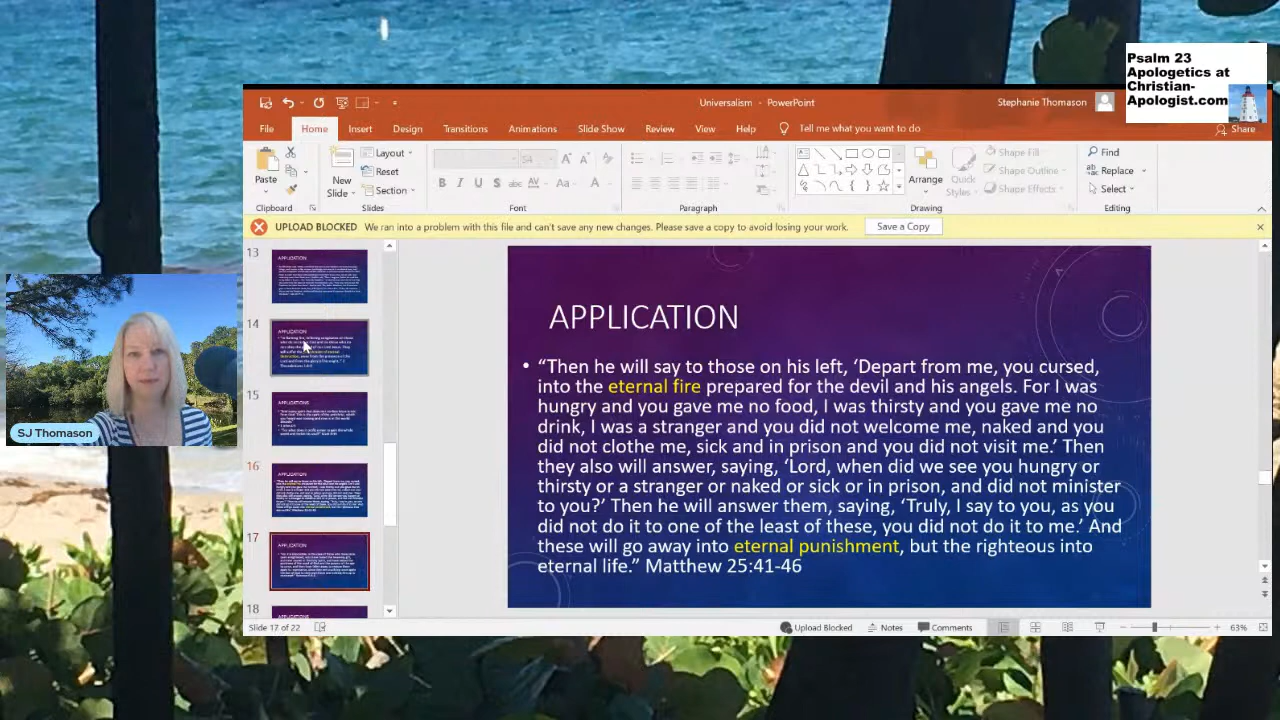 Psalm 23
Apologetics at
Christian-
Apologist.com
Universalism - PowerPoint
Stephanie Thomason
File Home Insert Design Transitions Animations Slide Show Review View Help Tell me what you want to do
Share
Paste
New
Slide
Layout
Reset
Section
54
Arrange
Quick
Styles
Shape Fill
Shape Outline
Shape Effects
Find
Replace
Select
Clipboard Slides Font Paragraph Drawing Editing
UPLOAD BLOCKED We ran into a problem with this file and can't save any new changes. Please save a copy to avoid losing your work. Save a Copy
13
APPLICATION
14
APPLICATION
15
APPLICATIONS
16
17
APPLICATION
18
APPLICATION
• “Then he will say to those on his left, ‘Depart from me, you cursed,
into the eternal fire prepared for the devil and his angels. For I was
hungry and you gave me no food, I was thirsty and you gave me no
drink, I was a stranger and you did not welcome me, naked and you
did not clothe me, sick and in prison and you did not visit me.’ Then
they also will answer, saying, ‘Lord, when did we see you hungry or
thirsty or a stranger or naked or sick or in prison, and did not minister
to you?’ Then he will answer them, saying, ‘Truly, I say to you, as you
did not do it to one of the least of these, you did not do it to me.’ And
these will go away into eternal punishment, but the righteous into
eternal life.” Matthew 25:41-46
SJ Thomason
Slide 17 of 22
Upload Blocked Notes Comments 63%